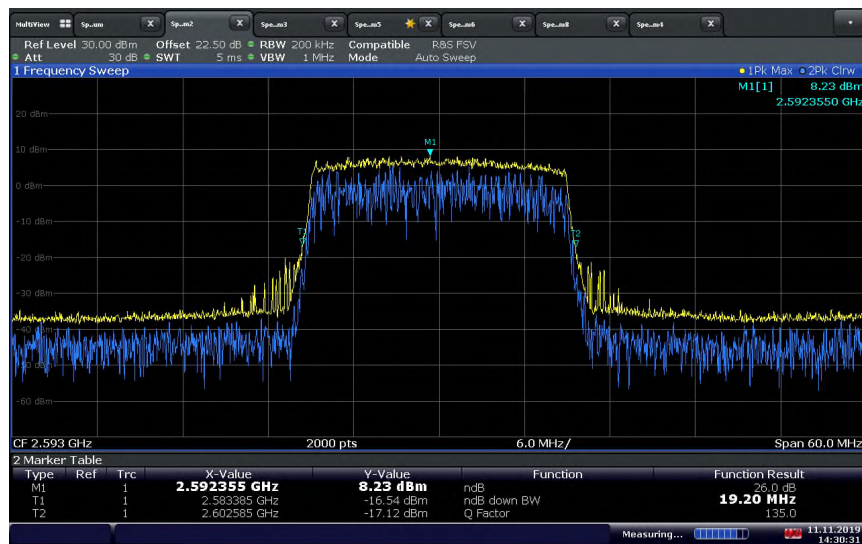 MultiView Sp..um X Sp..m2 X Spe..m3 X Spe..m5 X Spe..m6 X Spe..m8 X Spe..m4 X
Ref Level 30.00 dBm Offset 22.50 dB RBW 200 kHz Compatible R&S FSV
Att 30 dB SWT 5 ms VBW 1 MHz Mode Auto Sweep
1 Frequency Sweep 1Pk Max 2Pk Clrw
M1[1] 8.23 dBm
2.5923550 GHz
20 dBm
M1
10 dBm
0 dBm
-10 dBm
T1 T2
-20 dBm
-30 dBm
-40 dBm
-50 dBm
-60 dBm
CF 2.593 GHz 2000 pts 6.0 MHz/ Span 60.0 MHz
2 Marker Table
Type Ref Trc X-Value Y-Value Function Function Result
M1 1 2.592355 GHz 8.23 dBm ndB 26.0 dB
T1 1 2.583385 GHz -16.54 dBm ndB down BW 19.20 MHz
T2 1 2.602585 GHz -17.12 dBm Q Factor 135.0
Measuring... 11.11.2019
14:30:31